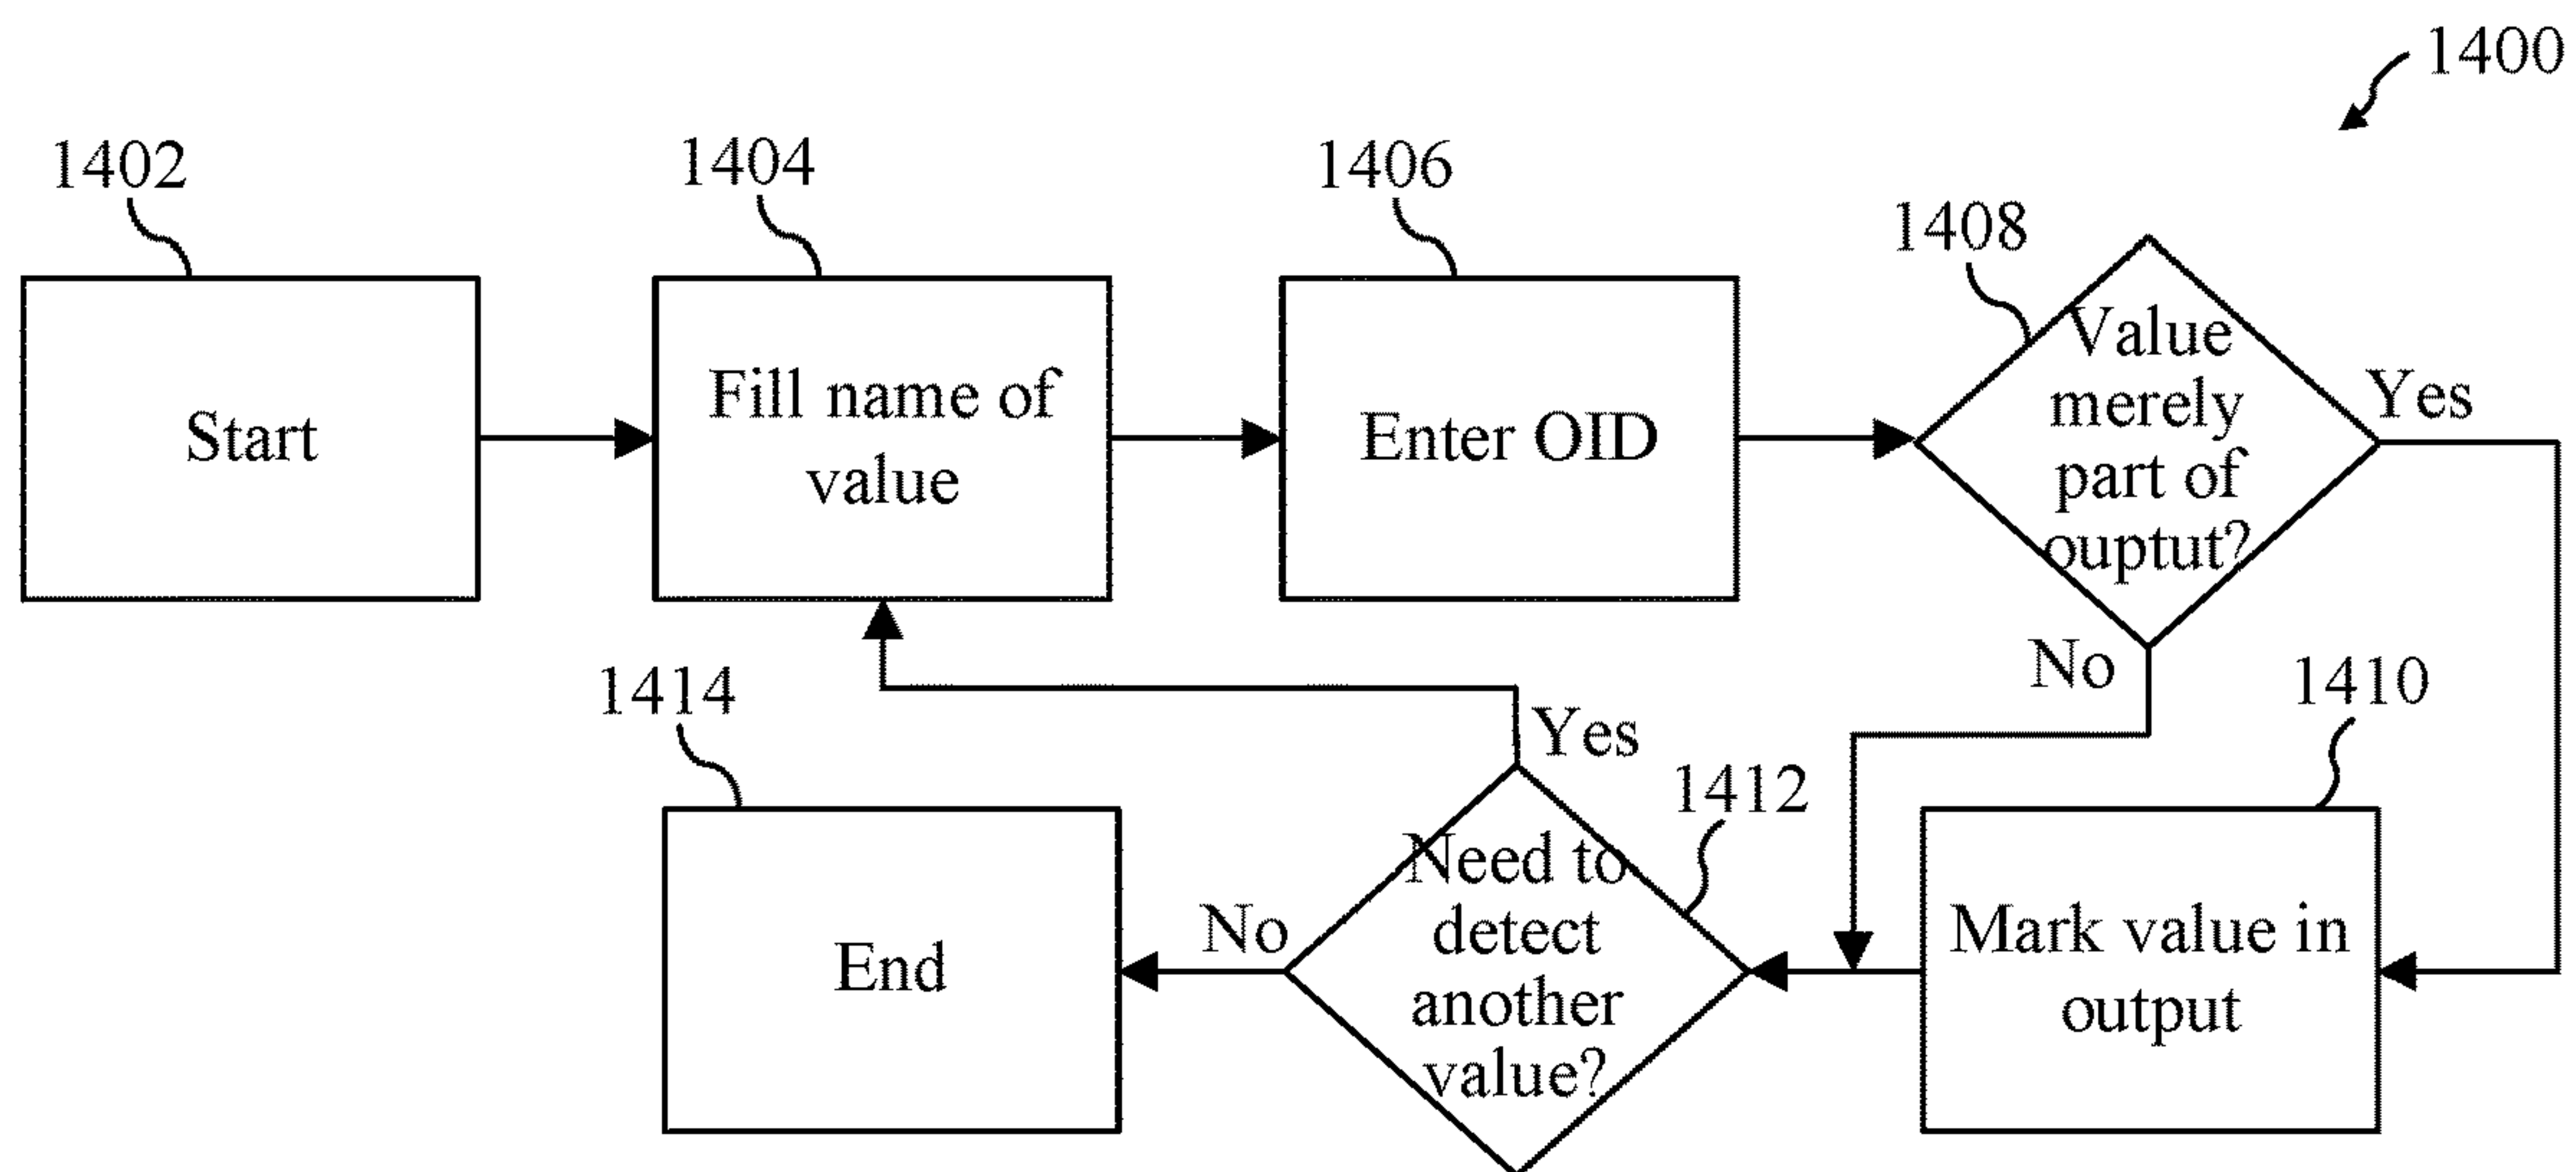 1400
1402
1404
1406
1408
Start
Fill name of
value
Enter OID
Value
merely
part of
ouptut?
Yes
No
1414
Yes
1412
1410
End
No
Need to
detect
another
value?
Mark value in
output